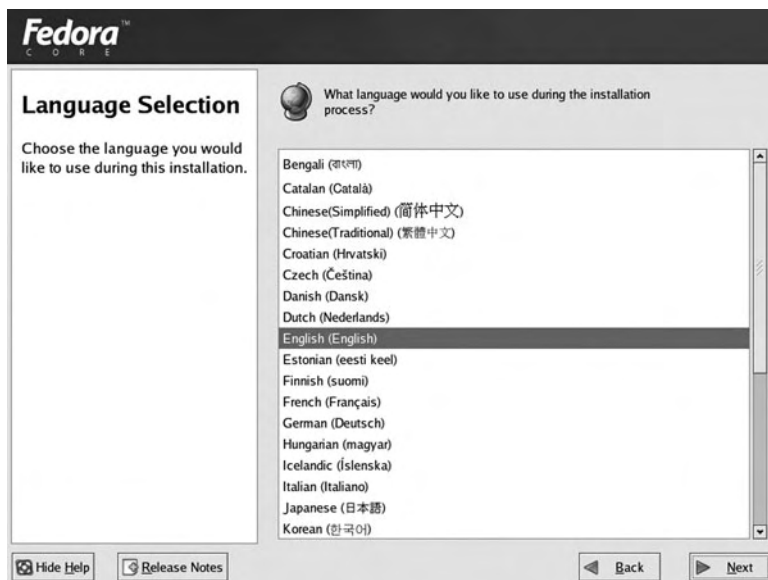 Fedora™
CORE
Language Selection
Choose the language you would
like to use during this installation.
What language would you like to use during the installation
process?
Bengali (বাংলা)
Catalan (Català)
Chinese(Simplified) (简体中文)
Chinese(Traditional) (繁體中文)
Croatian (Hrvatski)
Czech (Čeština)
Danish (Dansk)
Dutch (Nederlands)
English (English)
Estonian (eesti keel)
Finnish (suomi)
French (Français)
German (Deutsch)
Hungarian (magyar)
Icelandic (Íslenska)
Italian (Italiano)
Japanese (日本語)
Korean (한국어)
Hide Help
Release Notes
Back
Next